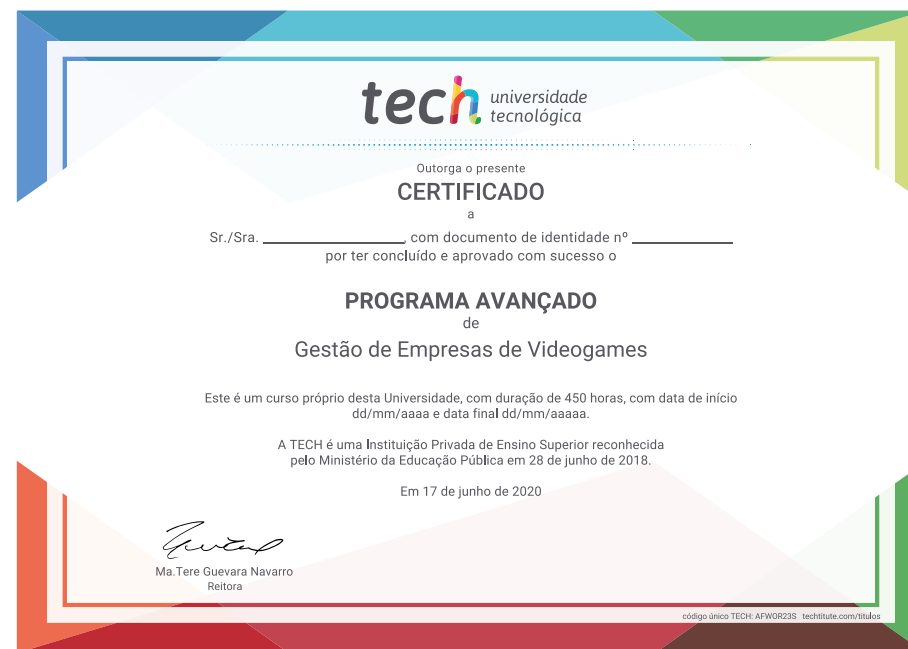 tech universidade
tecnológica
Outorga o presente
CERTIFICADO
a
Sr./Sra. ____________, com documento de identidade nº ____________
por ter concluído e aprovado com sucesso o
PROGRAMA AVANÇADO
de
Gestão de Empresas de Videogames
Este é um curso próprio desta Universidade, com duração de 450 horas, com data de início
dd/mm/aaaa e data final dd/mm/aaaaa.
A TECH é uma Instituição Privada de Ensino Superior reconhecida
pelo Ministério da Educação Pública em 28 de junho de 2018.
Em 17 de junho de 2020
Ma.Tere Guevara Navarro
Reitora
código único TECH: AFWOR23S techtitute.com/titulos